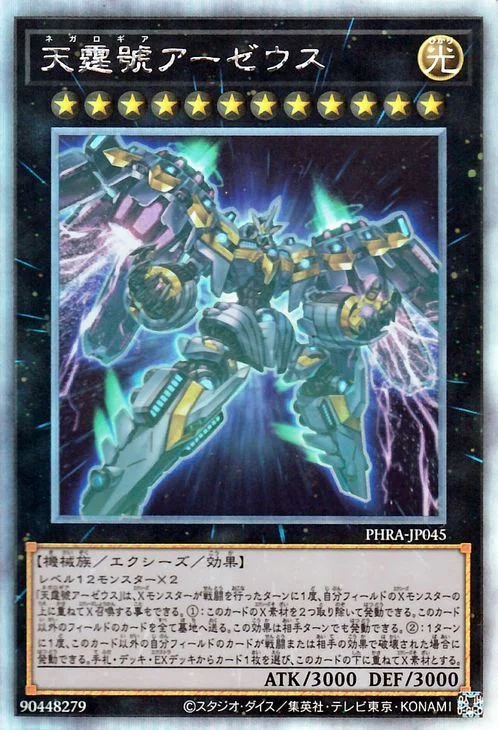 ネガロギア
天霆號アーゼウス
ひかり
光
PHRA-JP045
【機械族／エクシーズ／効果】
レベル12モンスター×2
「天霆號アーゼウス」は、Xモンスターが戦闘を行ったターンに1度、自分フィールドのXモンスターの
上に重ねてX召喚する事もできる。①：このカードのX素材を2つ取り除いて発動できる。このカード
以外のフィールドのカードを全て墓地へ送る。この効果は相手ターンでも発動できる。②：1ターン
に1度、このカード以外の自分フィールドのカードが戦闘または相手の効果で破壊された場合に
発動できる。手札・デッキ・EXデッキからカード1枚を選び、このカードの下に重ねてX素材とする。
ATK/3000 DEF/3000
90448279
©スタジオ・ダイス/集英社・テレビ東京・KONAMI